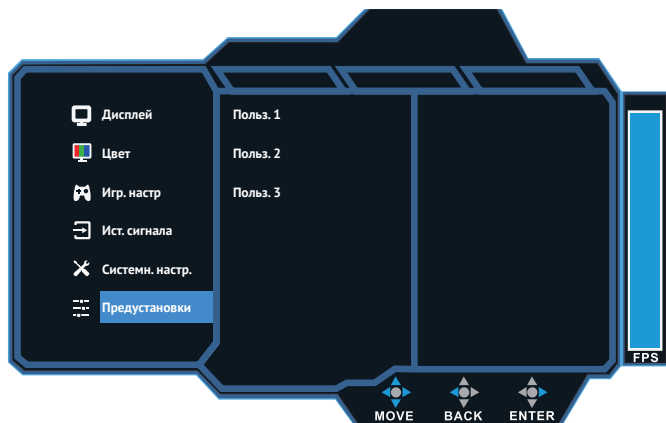 Дисплей
Цвет
Игр. настр
Ист. сигнала
Системн. настр.
Предустановки
Польз. 1
Польз. 2
Польз. 3
FPS
MOVE BACK ENTER